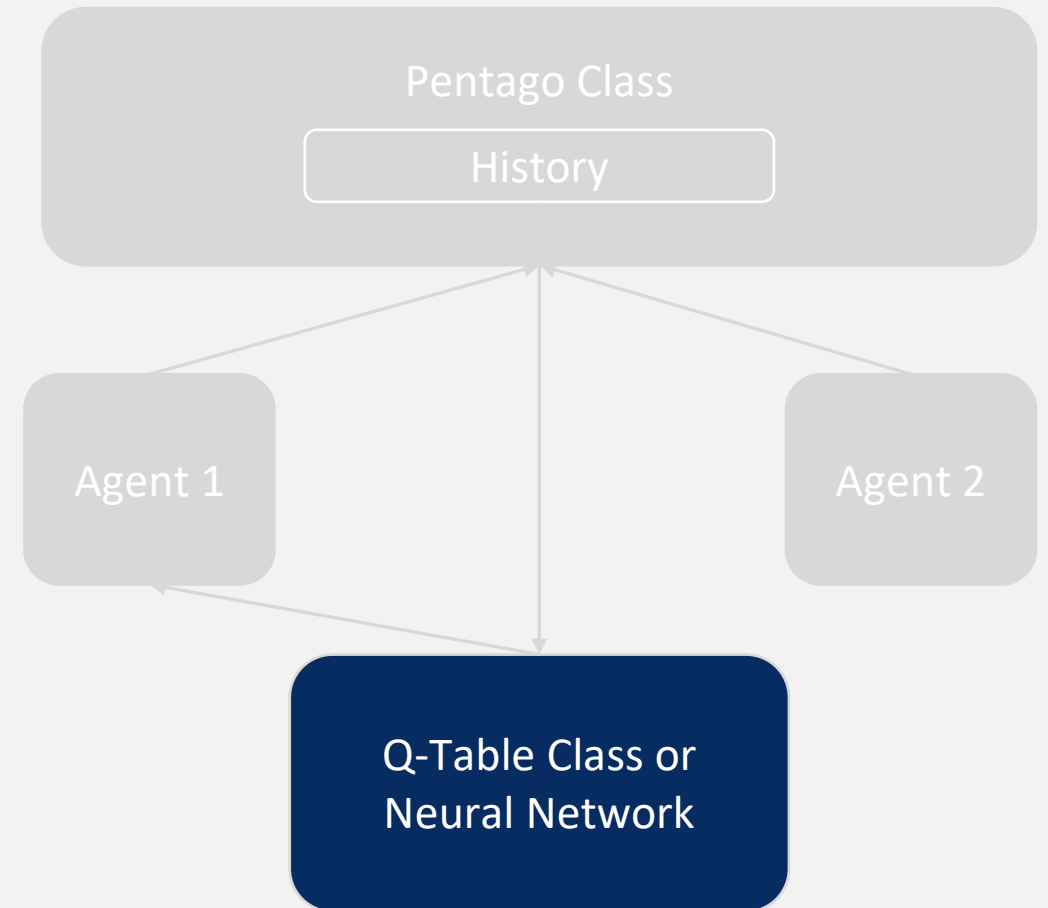 Pentago Class
History
Agent 1
Agent 2
Q-Table Class or
Neural Network